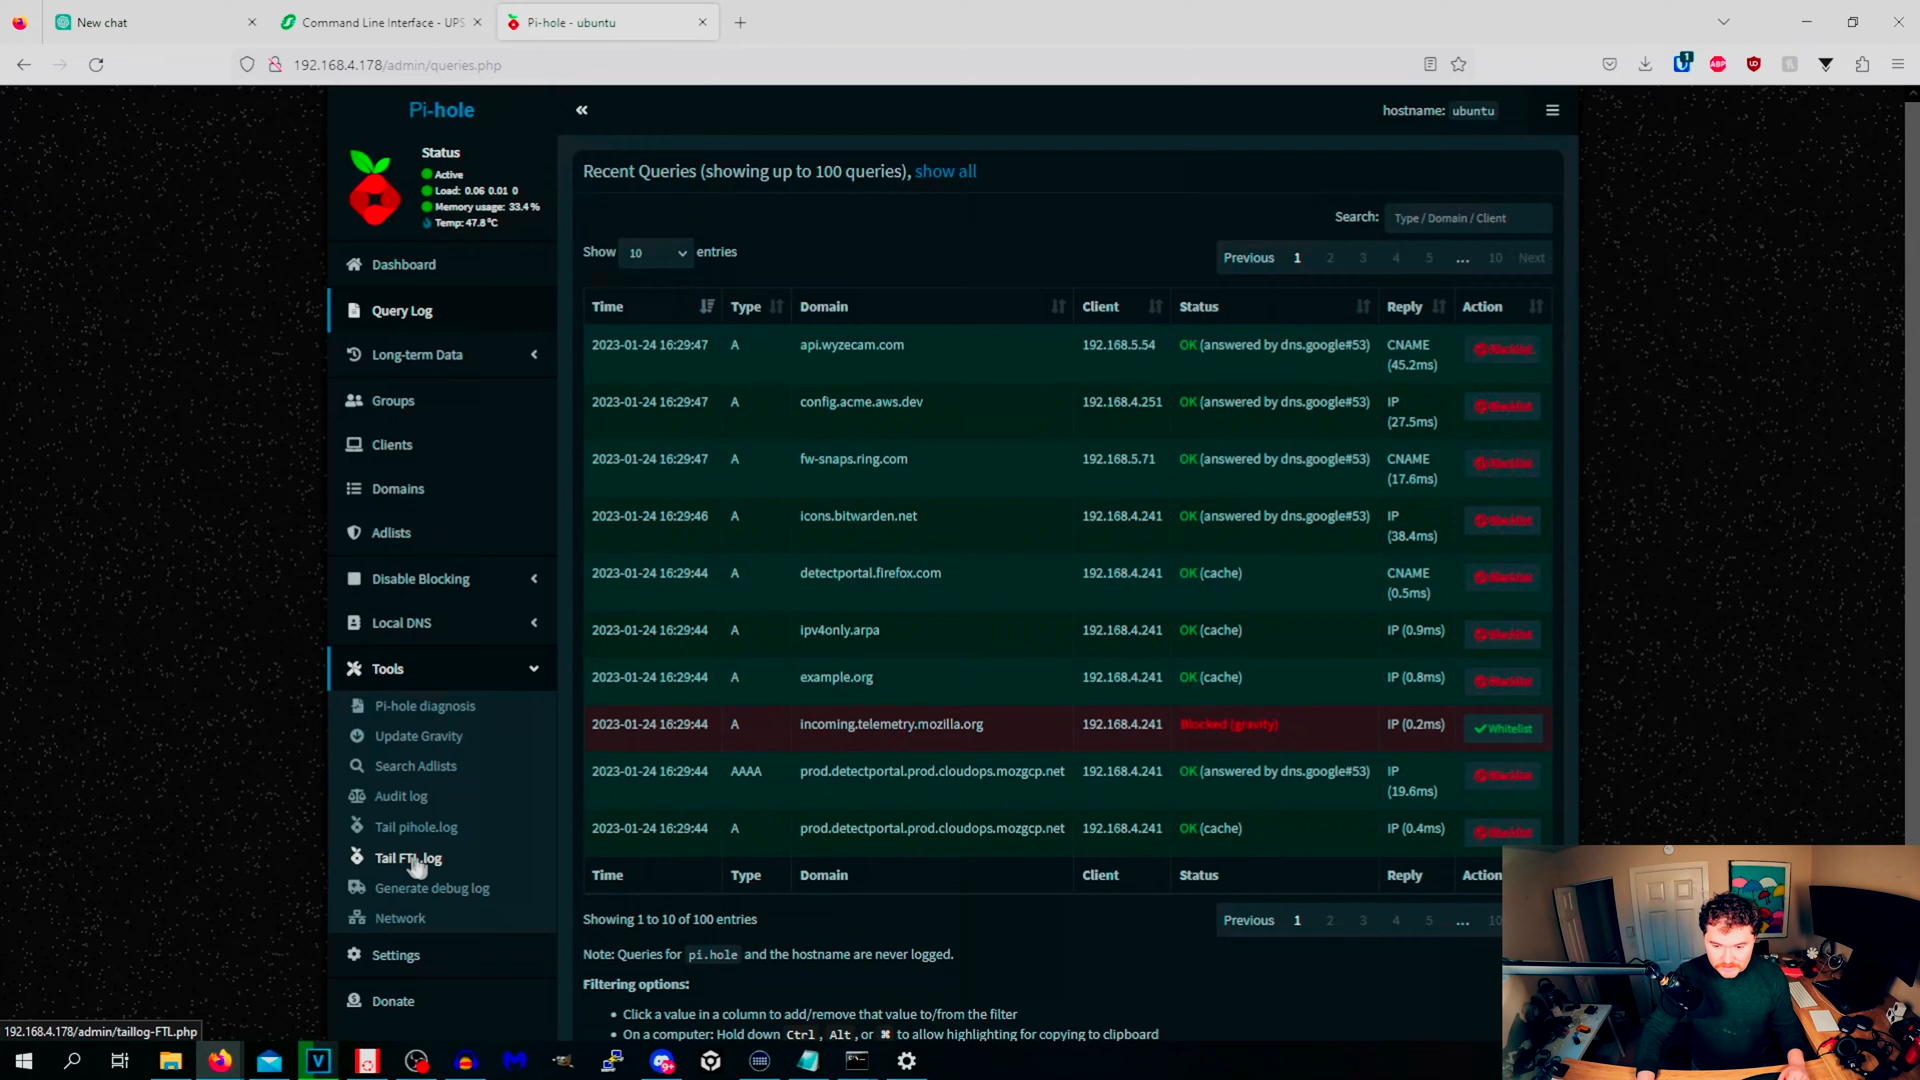 New chat
Command Line Interface - UPS
Pi-hole - ubuntu
192.168.4.178/admin/queries.php
1
ABP
Pi-hole
hostname: ubuntu
Status
Active
Load: 0.06 0.01 0
Memory usage: 33.4 %
Temp: 47.8 °C
Dashboard
Query Log
Long-term Data
Groups
Clients
Domains
Adlists
Disable Blocking
Local DNS
Tools
Pi-hole diagnosis
Update Gravity
Search Adlists
Audit log
Tail pihole.log
Tail FTL.log
Generate debug log
Network
Settings
Donate
Recent Queries (showing up to 100 queries), show all
Search: Type / Domain / Client
Show 10 entries
Previous 1 2 3 4 5 ... 10 Next
Time Type Domain Client Status Reply Action
2023-01-24 16:29:47 A api.wyzecam.com 192.168.5.54 OK (answered by dns.google#53) CNAME (45.2ms) Blacklist
2023-01-24 16:29:47 A config.acme.aws.dev 192.168.4.251 OK (answered by dns.google#53) IP (27.5ms) Blacklist
2023-01-24 16:29:47 A fw-snaps.ring.com 192.168.5.71 OK (answered by dns.google#53) CNAME (17.6ms) Blacklist
2023-01-24 16:29:46 A icons.bitwarden.net 192.168.4.241 OK (answered by dns.google#53) IP (38.4ms) Blacklist
2023-01-24 16:29:44 A detectportal.firefox.com 192.168.4.241 OK (cache) CNAME (0.5ms) Blacklist
2023-01-24 16:29:44 A ipv4only.arpa 192.168.4.241 OK (cache) IP (0.9ms) Blacklist
2023-01-24 16:29:44 A example.org 192.168.4.241 OK (cache) IP (0.8ms) Blacklist
2023-01-24 16:29:44 A incoming.telemetry.mozilla.org 192.168.4.241 Blocked (gravity) IP (0.2ms) Whitelist
2023-01-24 16:29:44 AAAA prod.detectportal.prod.cloudops.mozgcp.net 192.168.4.241 OK (answered by dns.google#53) IP (19.6ms) Blacklist
2023-01-24 16:29:44 A prod.detectportal.prod.cloudops.mozgcp.net 192.168.4.241 OK (cache) IP (0.4ms) Blacklist
Time Type Domain Client Status Reply Action
Showing 1 to 10 of 100 entries
Previous 1 2 3 4 5 ... 10
Note: Queries for pi.hole and the hostname are never logged.
Filtering options:
Click a value in a column to add/remove that value to/from the filter
On a computer: Hold down Ctrl, Alt, or ⌘ to allow highlighting for copying to clipboard
192.168.4.178/admin/taillog-FTL.php
V
9+